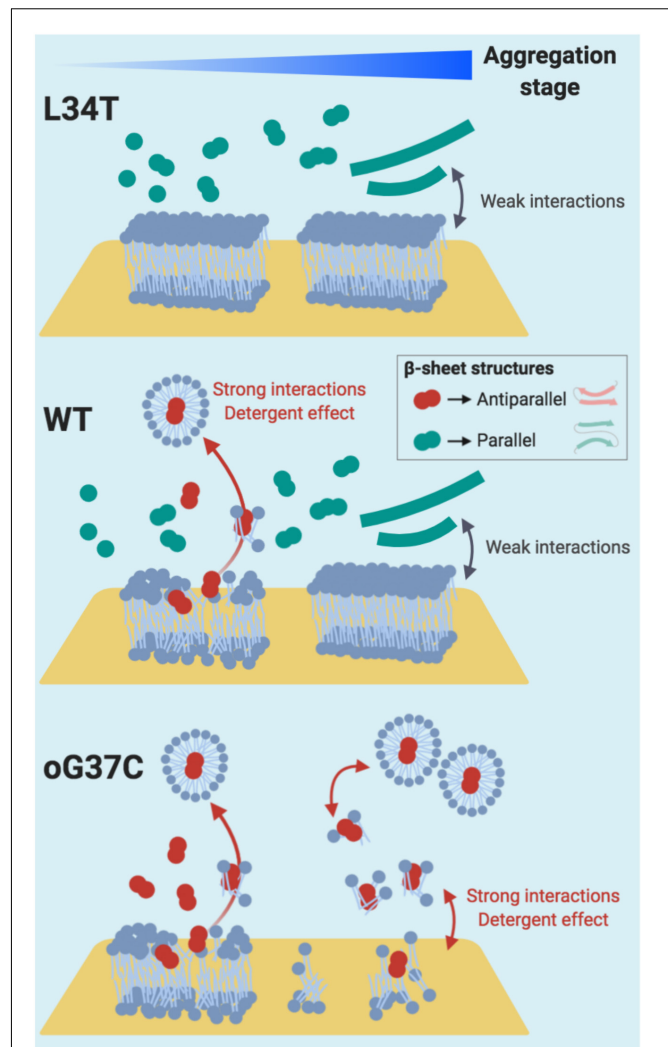 Aggregation
stage
L34T
Weak interactions
β-sheet structures
→ Antiparallel
→ Parallel
WT
Strong interactions
Detergent effect
Weak interactions
oG37C
Strong interactions
Detergent effect